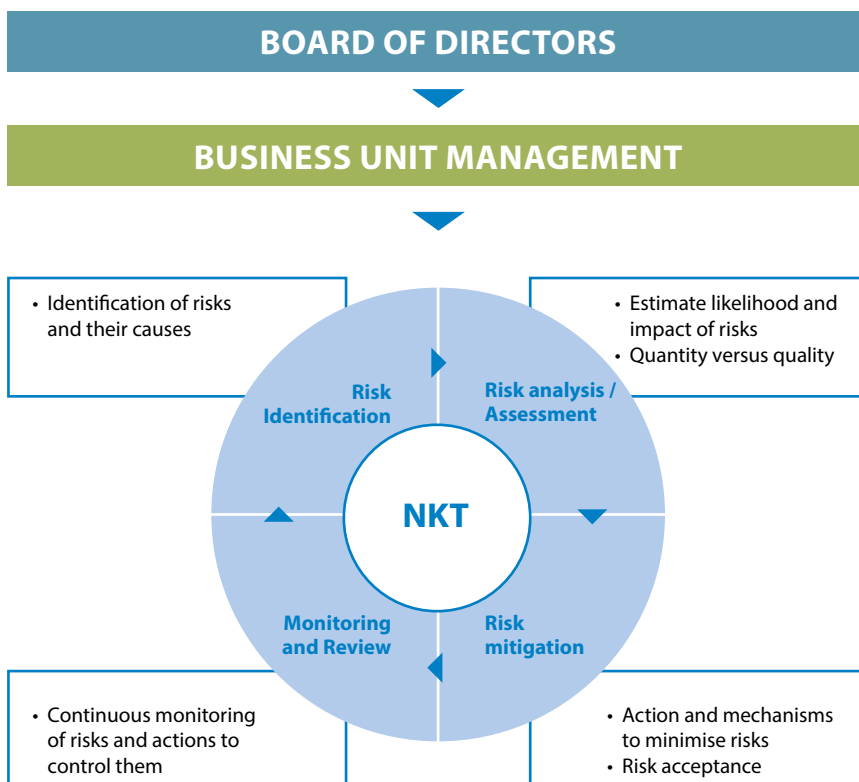 BOARD OF DIRECTORS
BUSINESS UNIT MANAGEMENT
• Identification of risks
and their causes
• Estimate likelihood and
impact of risks
• Quantity versus quality
Risk
Identification
Risk analysis /
Assessment
NKT
Monitoring
and Review
Risk
mitigation
• Continuous monitoring
of risks and actions to
control them
• Action and mechanisms
to minimise risks
• Risk acceptance